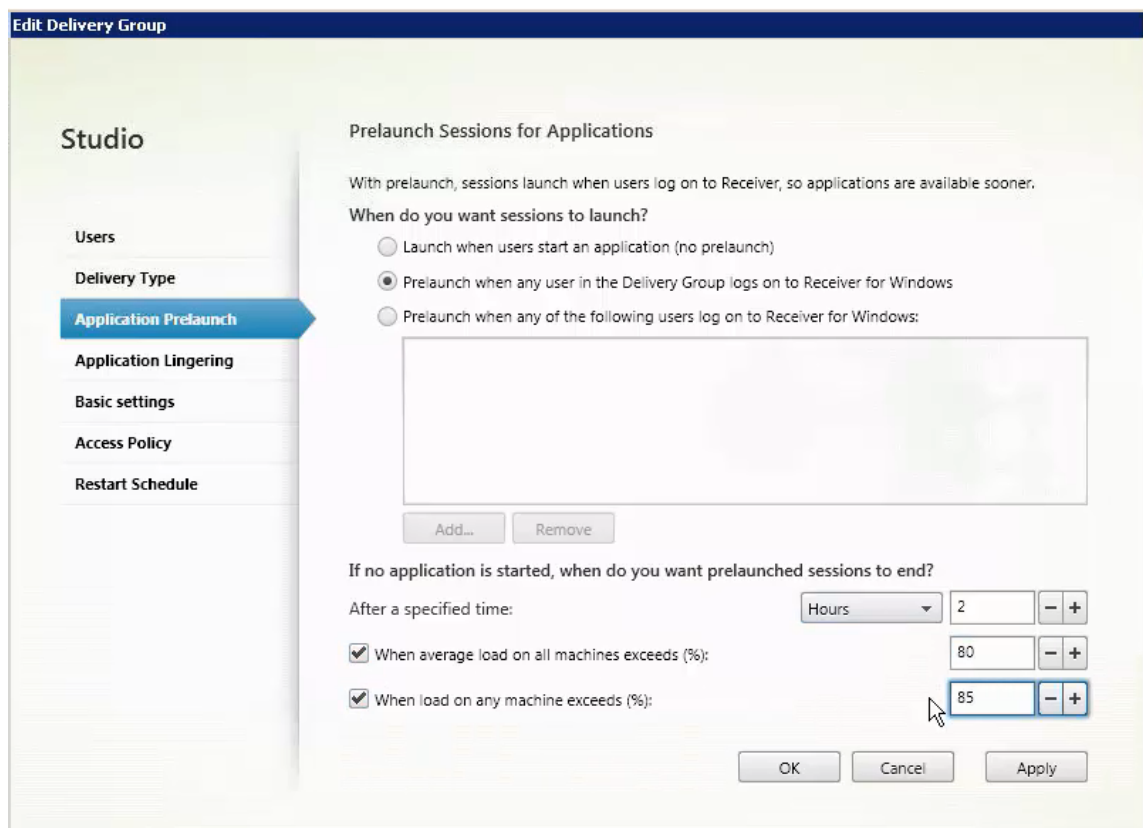 Edit Delivery Group
Studio
Users
Delivery Type
Application Prelaunch
Application Lingering
Basic settings
Access Policy
Restart Schedule
Prelaunch Sessions for Applications
With prelaunch, sessions launch when users log on to Receiver, so applications are available sooner.
When do you want sessions to launch?
Launch when users start an application (no prelaunch)
Prelaunch when any user in the Delivery Group logs on to Receiver for Windows
Prelaunch when any of the following users log on to Receiver for Windows:
Add... Remove
If no application is started, when do you want prelaunched sessions to end?
After a specified time: Hours 2 - +
When average load on all machines exceeds (%): 80 - +
When load on any machine exceeds (%): 85 - +
OK Cancel Apply